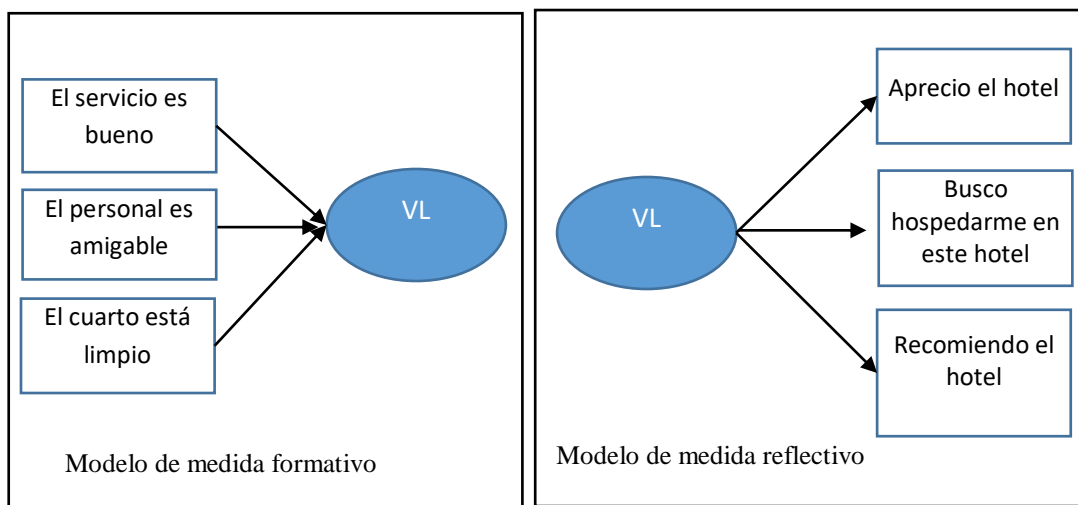 El servicio es
bueno
El personal es
amigable
El cuarto está
limpio
VL
Modelo de medida formativo
VL
Aprecio el hotel
Busco
hospedarme en
este hotel
Recomiendo el
hotel
Modelo de medida reflectivo